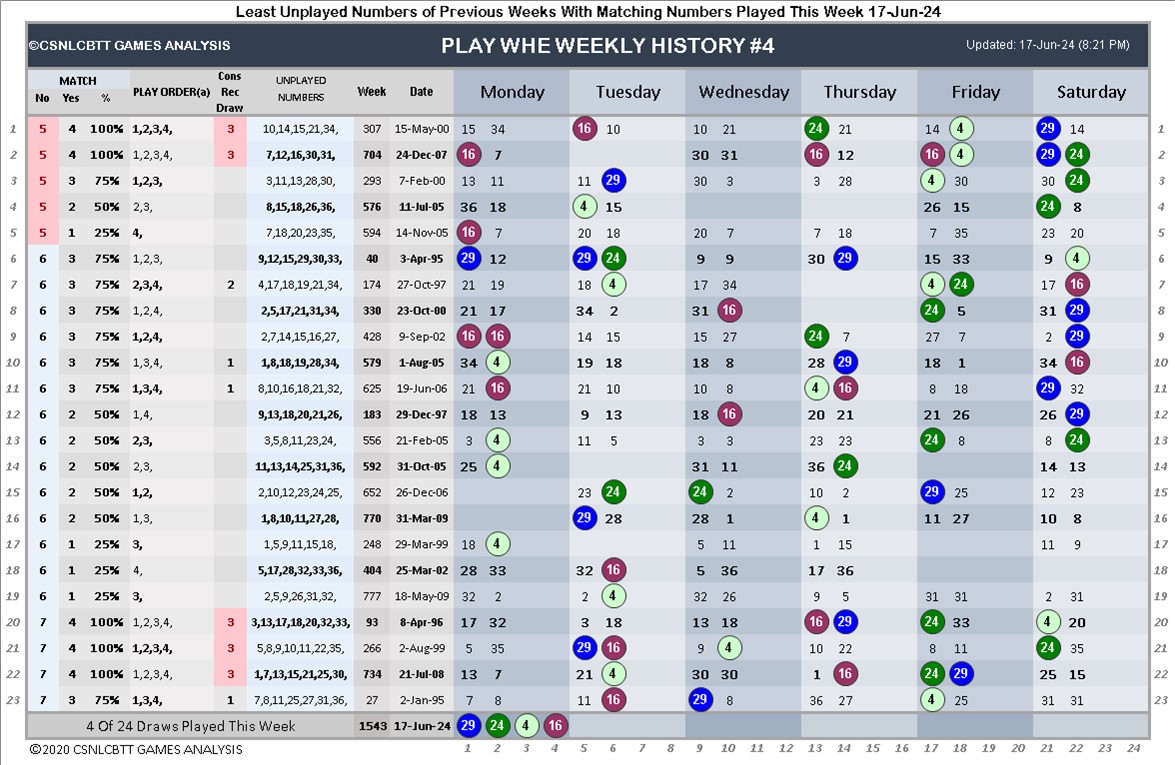 Least Unplayed Numbers of Previous Weeks With Matching Numbers Played This Week 17-Jun-24
©CSNLCBTT GAMES ANALYSIS PLAY WHE WEEKLY HISTORY #4 Updated: 17-Jun-24 (8:21 PM)
MATCH Cons UNPLAYED
No Yes % PLAY ORDER(a) Rec Draw NUMBERS Week Date Monday Tuesday Wednesday Thursday Friday Saturday
1 5 4 100% 1,2,3,4, 3 10,14,15,21,34, 307 15-May-00 15 34 16 10 10 21 24 21 14 4 29 14 1
2 5 4 100% 1,2,3,4, 3 7,12,16,30,31, 704 24-Dec-07 16 7 30 31 16 12 16 4 29 24 2
3 5 3 75% 1,2,3, 3,11,13,28,30, 293 7-Feb-00 13 11 11 29 30 3 3 28 4 30 30 24 3
4 5 2 50% 2,3, 8,15,18,26,36, 576 11-Jul-05 36 18 4 15 26 15 24 8 4
5 5 1 25% 4, 7,18,20,23,35, 594 14-Nov-05 16 7 20 18 20 7 7 18 7 35 23 20 5
6 6 3 75% 1,2,3, 9,12,15,29,30,33, 40 3-Apr-95 29 12 29 24 9 9 30 29 15 33 9 4 6
7 6 3 75% 2,3,4, 2 4,17,18,19,21,34, 174 27-Oct-97 21 19 18 4 17 34 4 24 17 16 7
8 6 3 75% 1,2,4, 2,5,17,21,31,34, 330 23-Oct-00 21 17 34 2 31 16 24 5 31 29 8
9 6 3 75% 1,2,4, 2,7,14,15,16,27, 428 9-Sep-02 16 16 14 15 15 27 24 7 27 7 2 29 9
10 6 3 75% 1,3,4, 1 1,8,18,19,28,34, 579 1-Aug-05 34 4 19 18 18 8 28 29 18 1 34 16 10
11 6 3 75% 1,3,4, 1 8,10,16,18,21,32, 625 19-Jun-06 21 16 21 10 10 8 4 16 8 18 29 32 11
12 6 2 50% 1,4, 9,13,18,20,21,26, 183 29-Dec-97 18 13 9 13 18 16 20 21 21 26 26 29 12
13 6 2 50% 2,3, 3,5,8,11,23,24, 556 21-Feb-05 3 4 11 5 3 3 23 23 24 8 8 24 13
14 6 2 50% 2,3, 11,13,14,25,31,36, 592 31-Oct-05 25 4 31 11 36 24 14 13 14
15 6 2 50% 1,2, 2,10,12,23,24,25, 652 26-Dec-06 23 24 24 2 10 2 29 25 12 23 15
16 6 2 50% 1,3, 1,8,10,11,27,28, 770 31-Mar-09 29 28 28 1 4 1 11 27 10 8 16
17 6 1 25% 3, 1,5,9,11,15,18, 248 29-Mar-99 18 4 5 11 1 15 11 9 17
18 6 1 25% 4, 5,17,28,32,33,36, 404 25-Mar-02 28 33 32 16 5 36 17 36 18
19 6 1 25% 3, 2,5,9,26,31,32, 777 18-May-09 32 2 2 4 32 26 9 5 31 31 2 31 19
20 7 4 100% 1,2,3,4, 3 3,13,17,18,20,32,33, 93 8-Apr-96 17 32 3 18 13 18 16 29 24 33 4 20 20
21 7 4 100% 1,2,3,4, 3 5,8,9,10,11,22,35, 266 2-Aug-99 5 35 29 16 9 4 10 22 8 11 24 35 21
22 7 4 100% 1,2,3,4, 3 1,7,13,15,21,25,30, 734 21-Jul-08 13 7 21 4 30 30 1 16 24 29 25 15 22
23 7 3 75% 1,3,4, 1 7,8,11,25,27,31,36, 27 2-Jan-95 7 8 11 16 29 8 36 27 4 25 31 31 23
4 Of 24 Draws Played This Week 1543 17-Jun-24 29 24 4 16
©2020 CSNLCBTT GAMES ANALYSIS 1 2 3 4 5 6 7 8 9 10 11 12 13 14 15 16 17 18 19 20 21 22 23 24